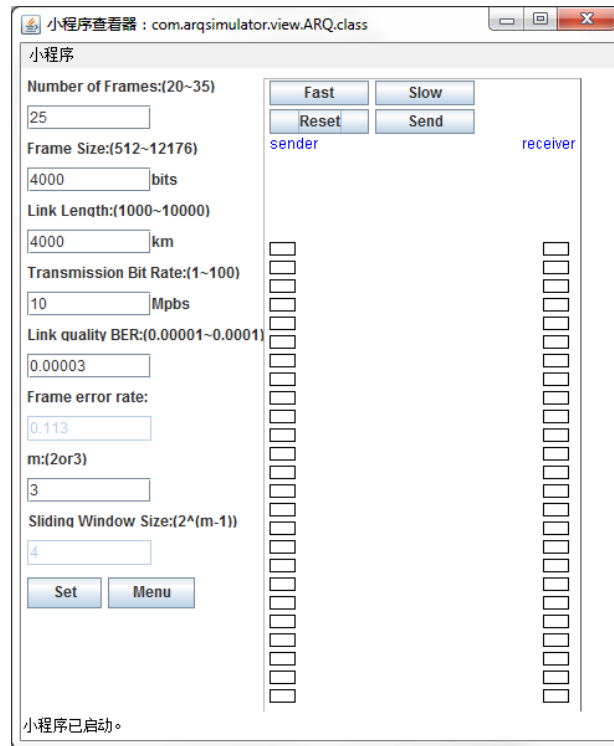 小程序查看器：com.arqsimulator.view.ARQ.class
小程序
Number of Frames:(20~35)
25
Frame Size:(512~12176)
4000 bits
Link Length:(1000~10000)
4000 km
Transmission Bit Rate:(1~100)
10 Mpbs
Link quality BER:(0.00001~0.0001)
0.00003
Frame error rate:
0.113
m:(2or3)
3
Sliding Window Size:(2^(m-1))
4
Set Menu
Fast Slow
Reset Send
sender receiver
小程序已启动。